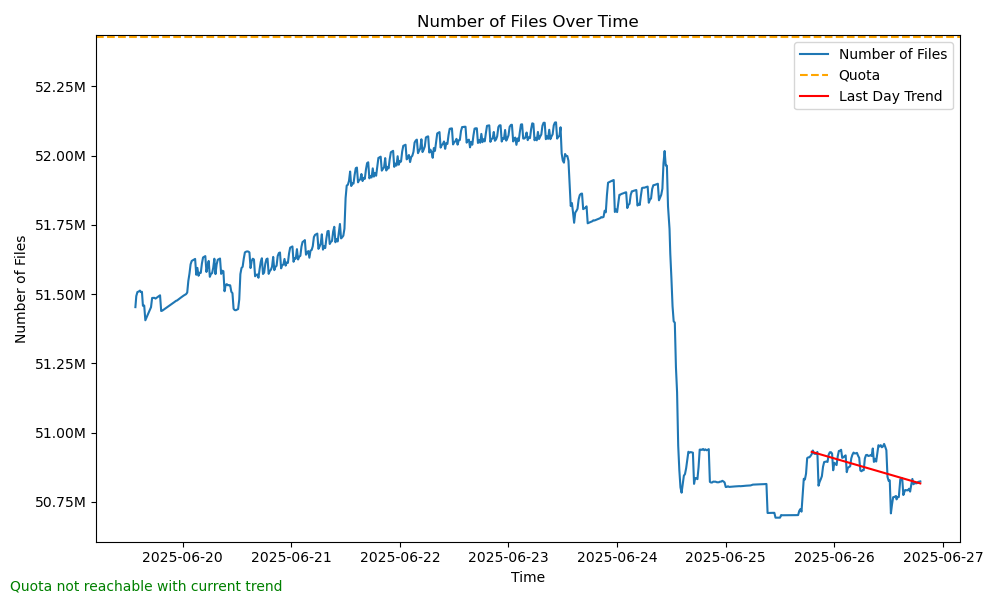 Number of Files Over Time
Number of Files
Quota
Last Day Trend
52.25M
52.00M
51.75M
51.50M
51.25M
51.00M
50.75M
Number of Files
2025-06-20
2025-06-21
2025-06-22
2025-06-23
2025-06-24
2025-06-25
2025-06-26
2025-06-27
Time
Quota not reachable with current trend